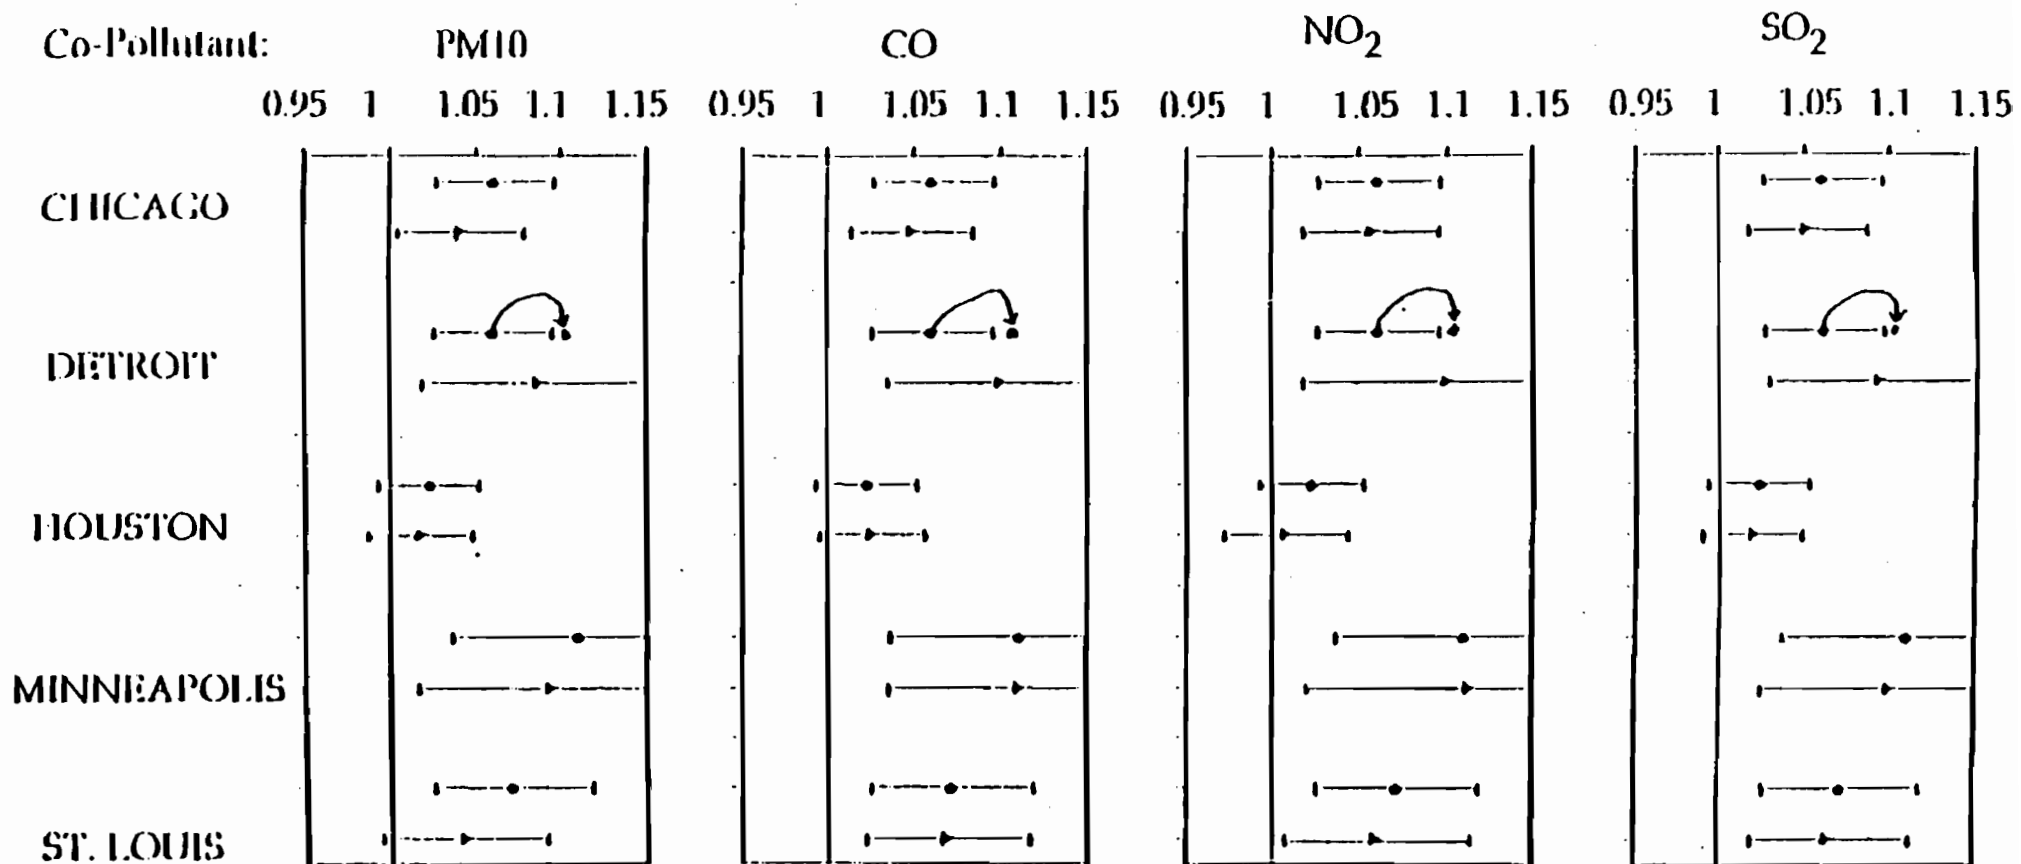 Co-Pollutant: PM10 CO NO2 SO2
0.95 1 1.05 1.1 1.15 0.95 1 1.05 1.1 1.15 0.95 1 1.05 1.1 1.15 0.95 1 1.05 1.1 1.15
CHICAGO
DETROIT
HOUSTON
MINNEAPOLIS
ST. LOUIS